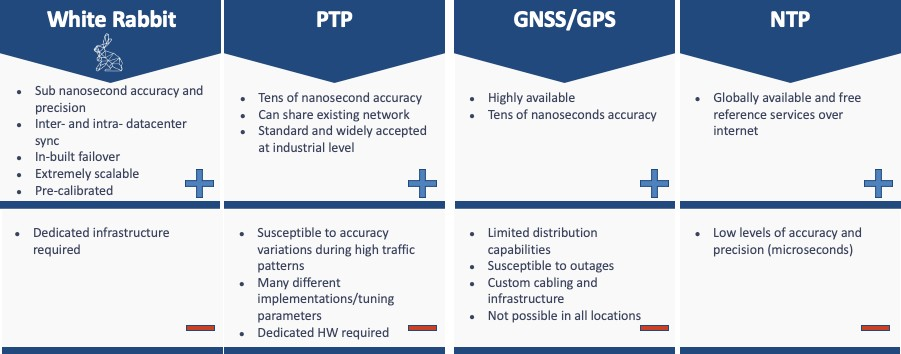 White Rabbit
• Sub nanosecond accuracy and
precision
• Inter- and intra- datacenter
sync
• In-built failover
• Extremely scalable
• Pre-calibrated
• Dedicated infrastructure
required
PTP
• Tens of nanosecond accuracy
• Can share existing network
• Standard and widely accepted
at industrial level
• Susceptible to accuracy
variations during high traffic
patterns
• Many different
implementations/tuning
parameters
• Dedicated HW required
GNSS/GPS
• Highly available
• Tens of nanoseconds accuracy
• Limited distribution
capabilities
• Susceptible to outages
• Custom cabling and
infrastructure
• Not possible in all locations
NTP
• Globally available and free
reference services over
internet
• Low levels of accuracy and
precision (microseconds)